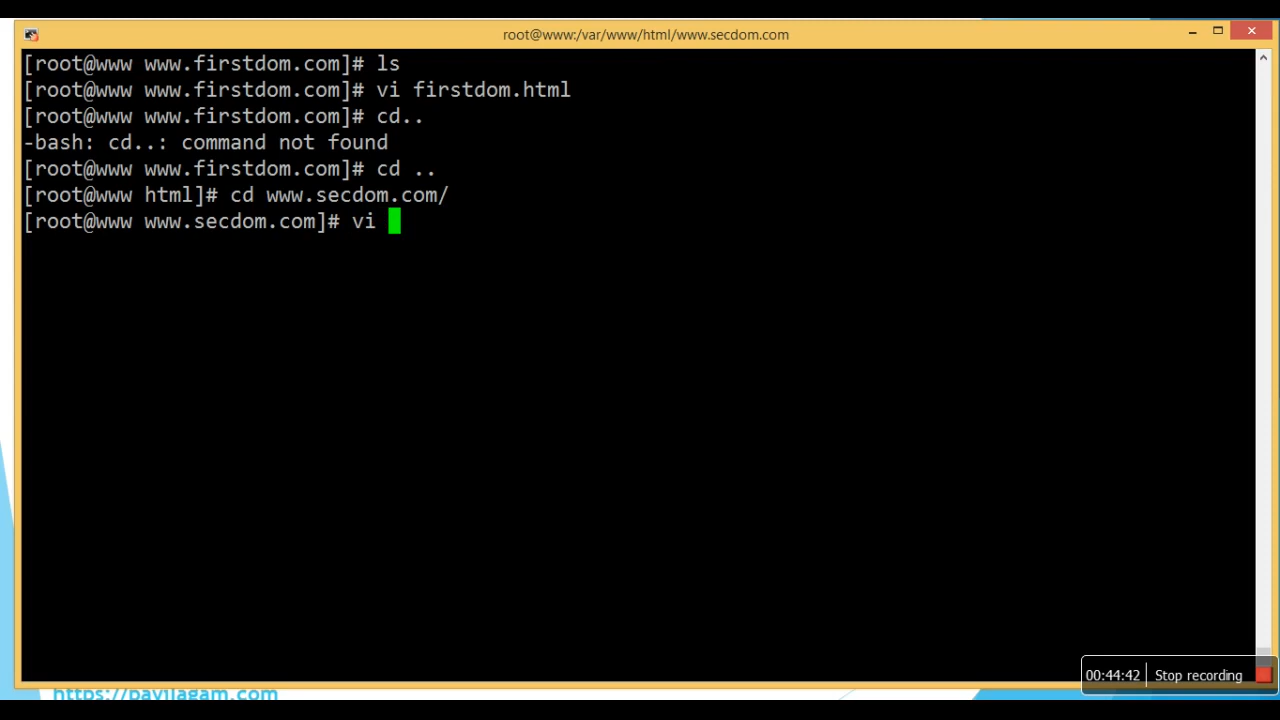 root@www:/var/www/html/www.secdom.com
[root@www www.firstdom.com]# ls
[root@www www.firstdom.com]# vi firstdom.html
[root@www www.firstdom.com]# cd..
-bash: cd..: command not found
[root@www www.firstdom.com]# cd ..
[root@www html]# cd www.secdom.com/
[root@www www.secdom.com]# vi
00:44:42 Stop recording
https://payilagam.com